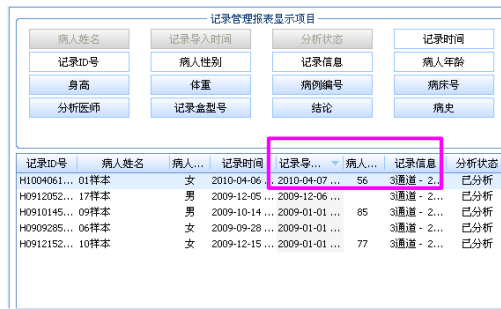 记录管理报表显示项目
病人姓名 记录导入时间 分析状态 记录时间
记录ID号 病人性别 记录信息 病人年龄
身高 体重 病例编号 病床号
分析医师 记录盒型号 结论 病史
记录ID号 病人姓名 病人... 记录时间 记录导... 病人... 记录信息 分析状态
H1004061... 01样本 女 2010-04-06 ... 2010-04-07 ... 56 3通道 - 2... 已分析
H0912052... 17样本 男 2009-12-05 ... 2009-12-06 ... 3通道 - 2... 已分析
H0910145... 09样本 男 2009-10-14 ... 2009-01-01 ... 85 3通道 - 2... 已分析
H0909285... 06样本 女 2009-09-28 ... 2009-01-01 ... 3通道 - 2... 已分析
H0912152... 10样本 女 2009-12-15 ... 2009-01-01 ... 77 3通道 - 2... 已分析